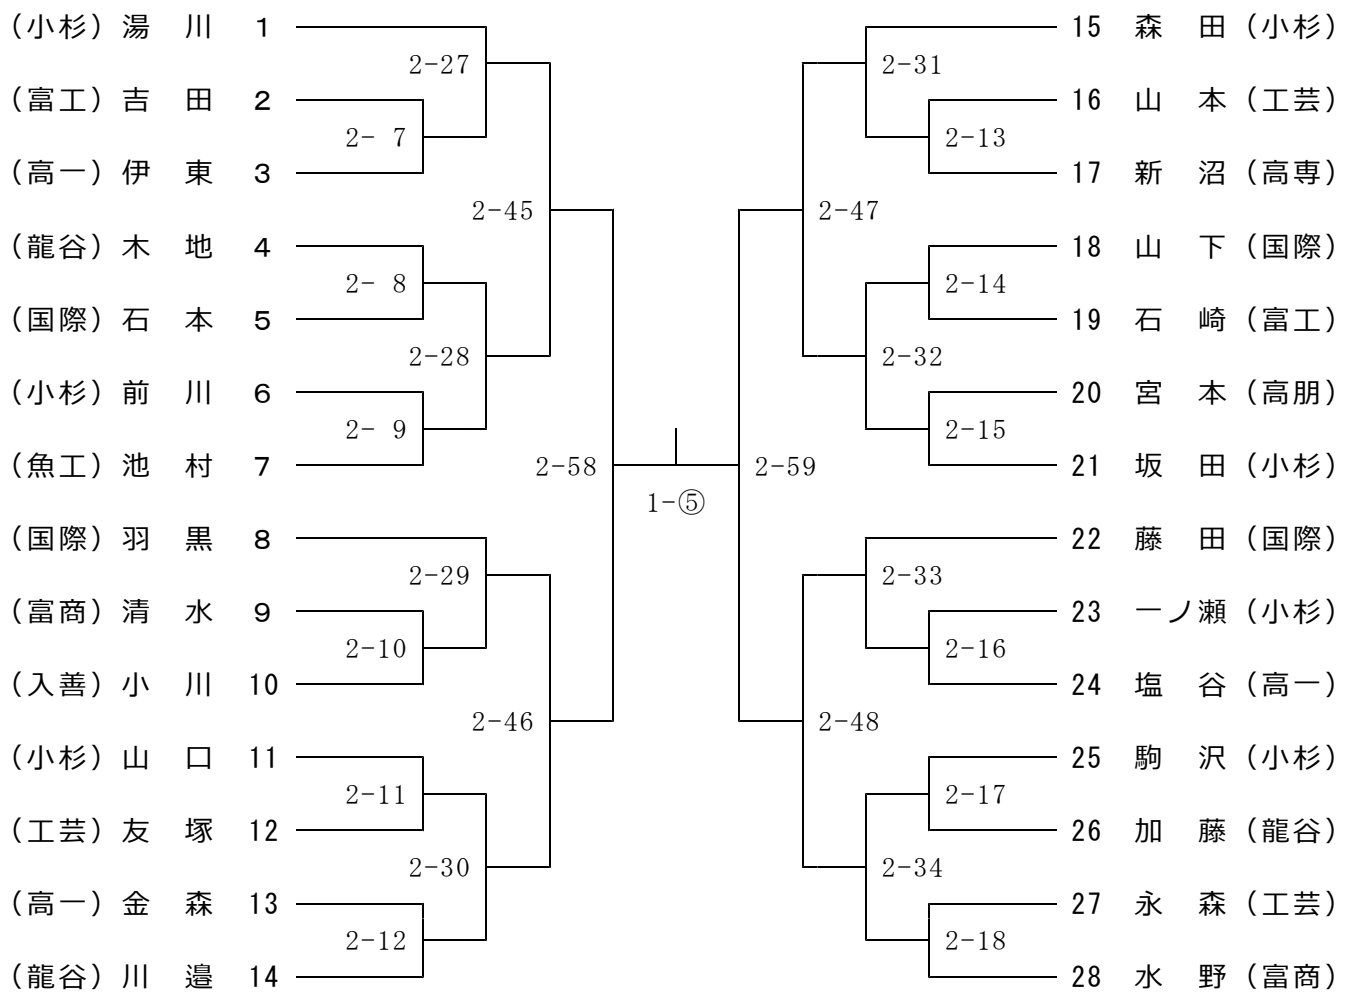 (小杉) 湯 川 1
2-27
(富工) 吉 田 2
2- 7
(高一) 伊 東 3
2-45
(龍谷) 木 地 4
2- 8
(国際) 石 本 5
2-28
(小杉) 前 川 6
2- 9
(魚工) 池 村 7
2-58
(国際) 羽 黒 8
2-29
(富商) 清 水 9
2-10
(入善) 小 川 10
2-46
(小杉) 山 口 11
2-11
(工芸) 友 塚 12
2-30
(高一) 金 森 13
2-12
(龍谷) 川 邉 14
1-⑤
15 森 田 (小杉)
2-31
16 山 本 (工芸)
2-13
17 新 沼 (高専)
2-47
18 山 下 (国際)
2-14
19 石 崎 (富工)
2-32
20 宮 本 (高朋)
2-15
21 坂 田 (小杉)
2-59
22 藤 田 (国際)
2-33
23 一ノ瀬 (小杉)
2-16
24 塩 谷 (高一)
2-48
25 駒 沢 (小杉)
2-17
26 加 藤 (龍谷)
2-34
27 永 森 (工芸)
2-18
28 水 野 (富商)